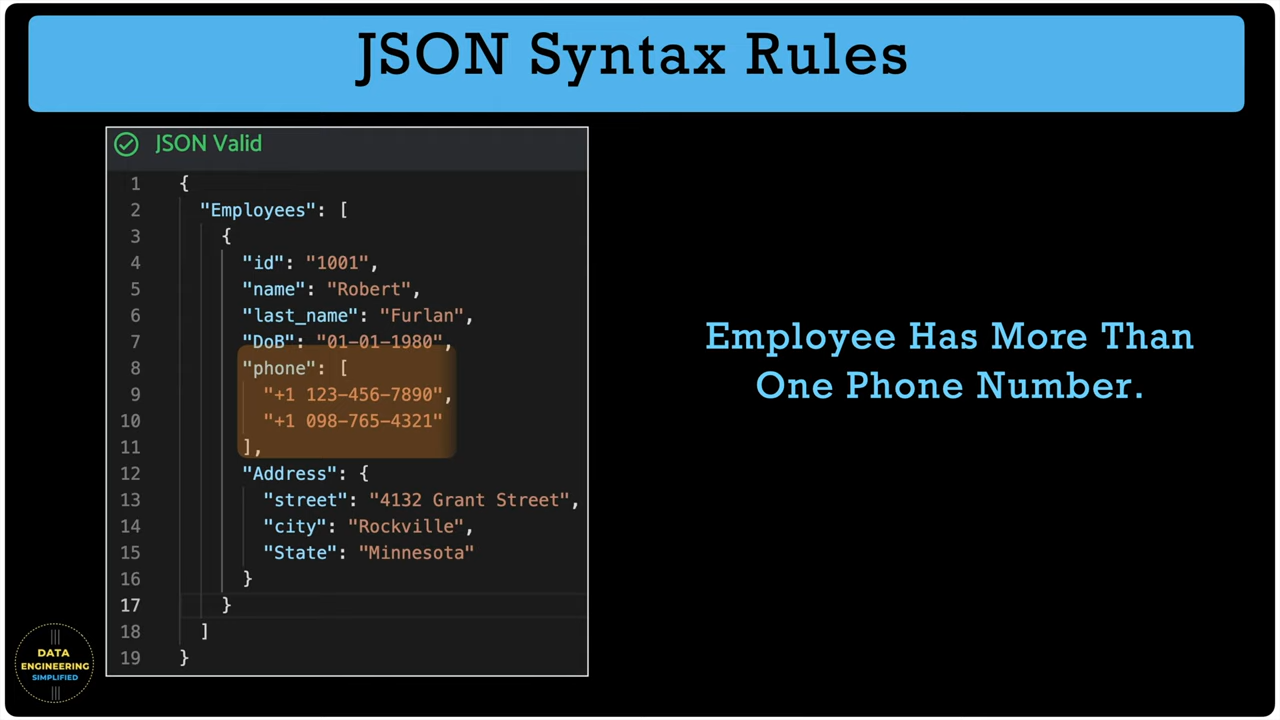 JSON Syntax Rules
JSON Valid
1 {
2 "Employees": [
3 {
4 "id": "1001",
5 "name": "Robert",
6 "last_name": "Furlan",
7 "DoB": "01-01-1980",
8 "phone": [
9 "+1 123-456-7890",
10 "+1 098-765-4321"
11 ],
12 "Address": {
13 "street": "4132 Grant Street",
14 "city": "Rockville",
15 "State": "Minnesota"
16 }
17 }
18 ]
19 }
Employee Has More Than
One Phone Number.
DATA
ENGINEERING
SIMPLIFIED